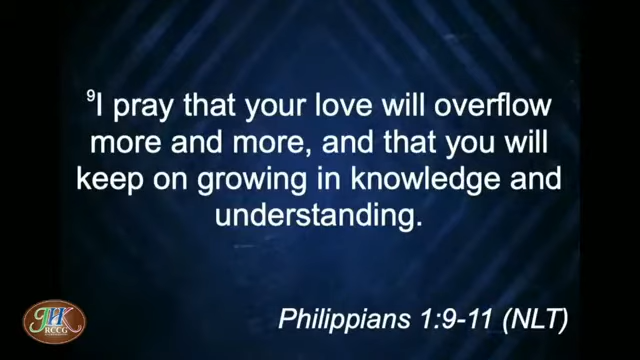 ⁹I pray that your love will overflow
more and more, and that you will
keep on growing in knowledge and
understanding.
Philippians 1:9-11 (NLT)
JHK
RCCG